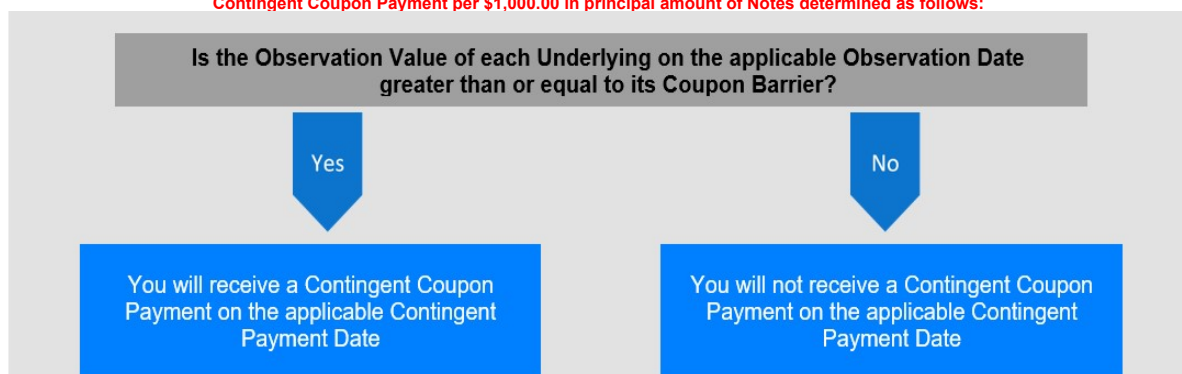 Contingent Coupon Payment per $1,000.00 in principal amount of Notes determined as follows:
Is the Observation Value of each Underlying on the applicable Observation Date
greater than or equal to its Coupon Barrier?
Yes
No
You will receive a Contingent Coupon
Payment on the applicable Contingent
Payment Date
You will not receive a Contingent Coupon
Payment on the applicable Contingent
Payment Date